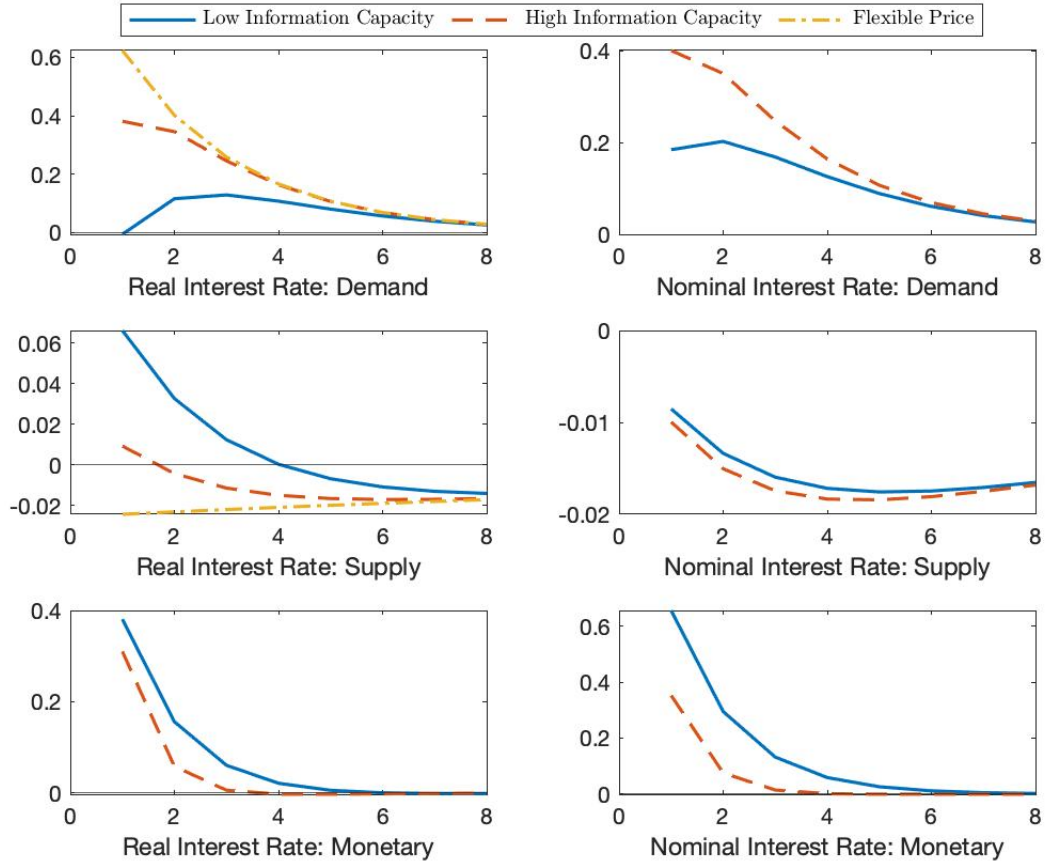 Low Information Capacity High Information Capacity Flexible Price
0.6
0.4
0.2
0
0 2 4 6 8
Real Interest Rate: Demand
0.4
0.2
0
0 2 4 6 8
Nominal Interest Rate: Demand
0.06
0.04
0.02
0
-0.02
0 2 4 6 8
Real Interest Rate: Supply
0
-0.01
-0.02
0 2 4 6 8
Nominal Interest Rate: Supply
0.4
0.2
0
0 2 4 6 8
Real Interest Rate: Monetary
0.6
0.4
0.2
0
0 2 4 6 8
Nominal Interest Rate: Monetary